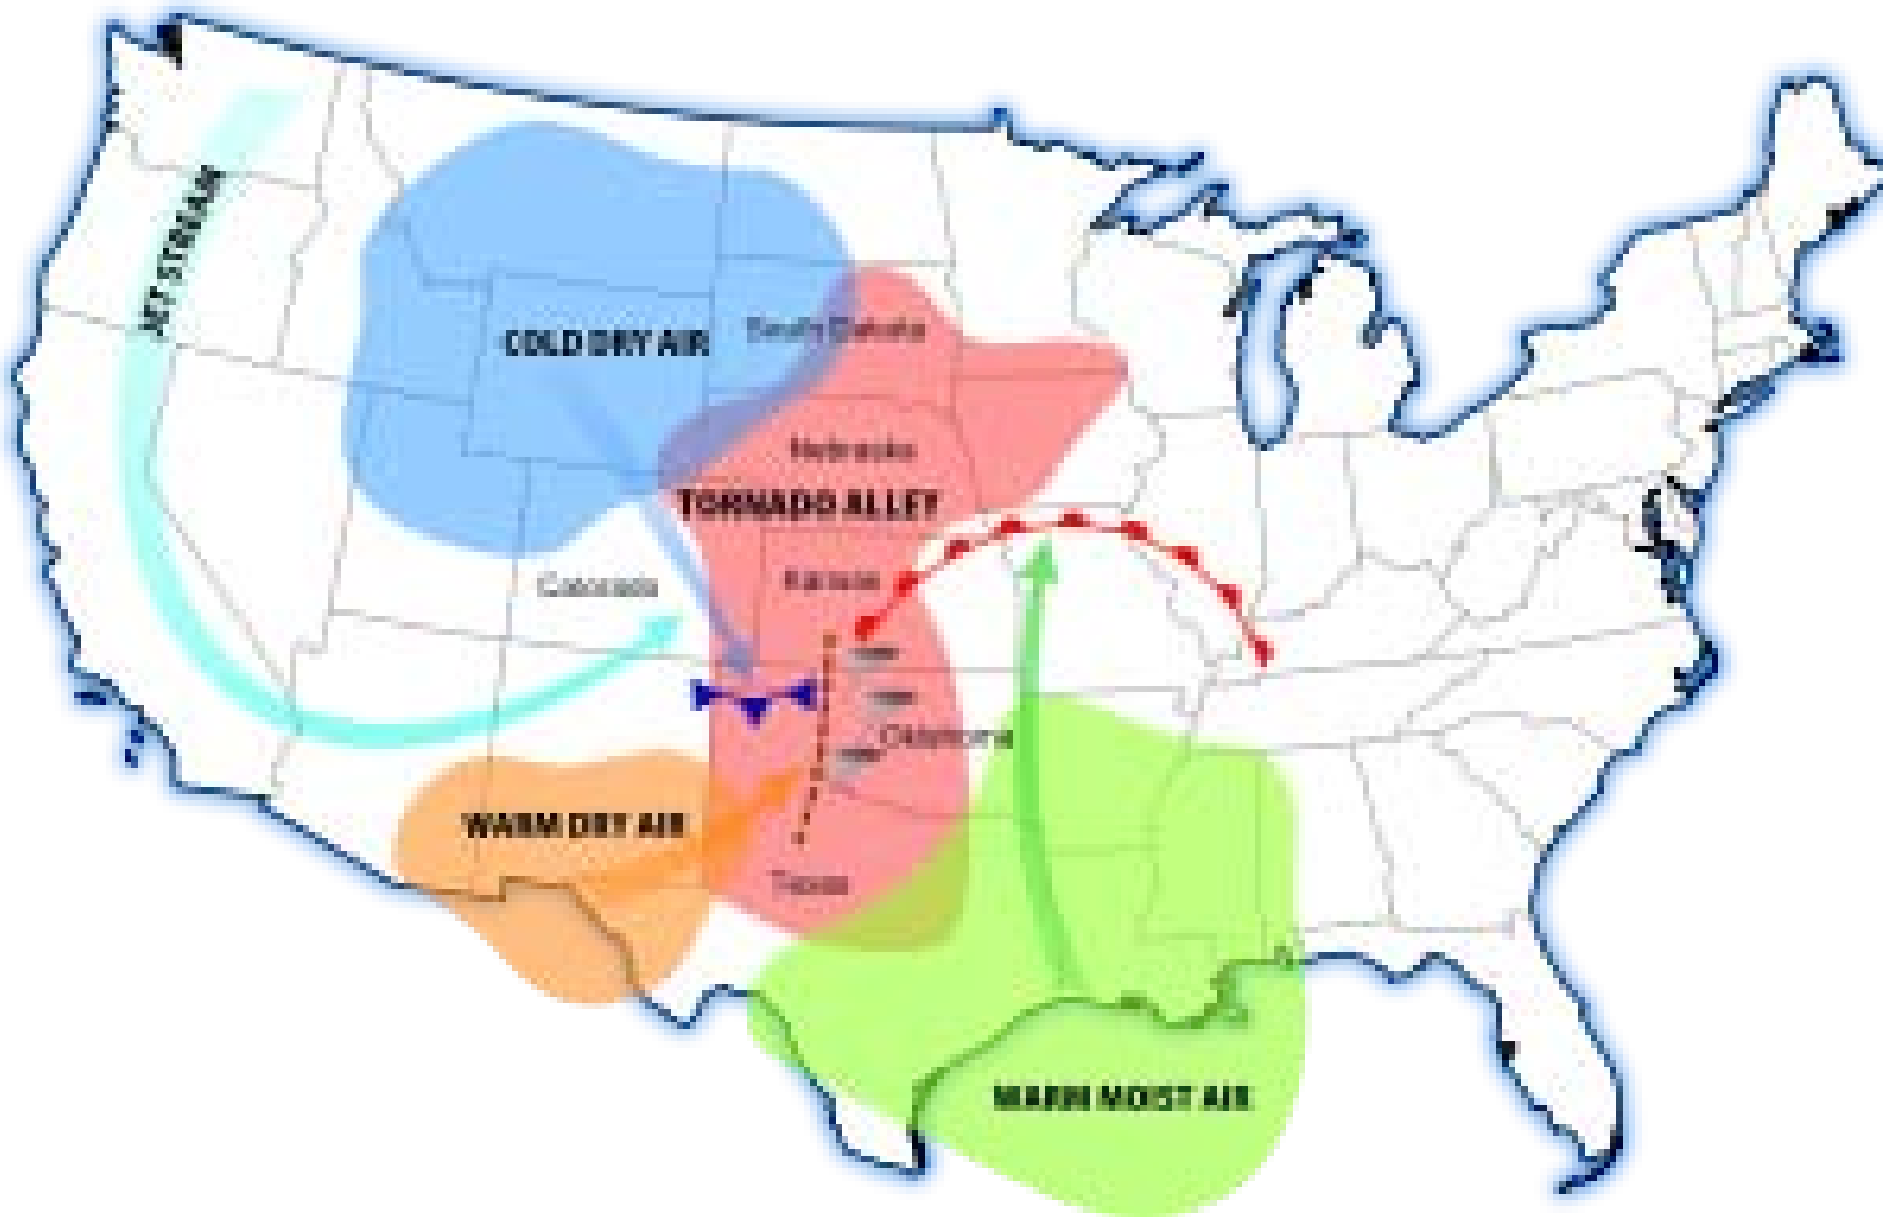 JET STREAM
COLD DRY AIR
South Dakota
Nebraska
TORNADO ALLEY
Colorado
Kansas
Oklahoma
WARM DRY AIR
Texas
WARM MOIST AIR